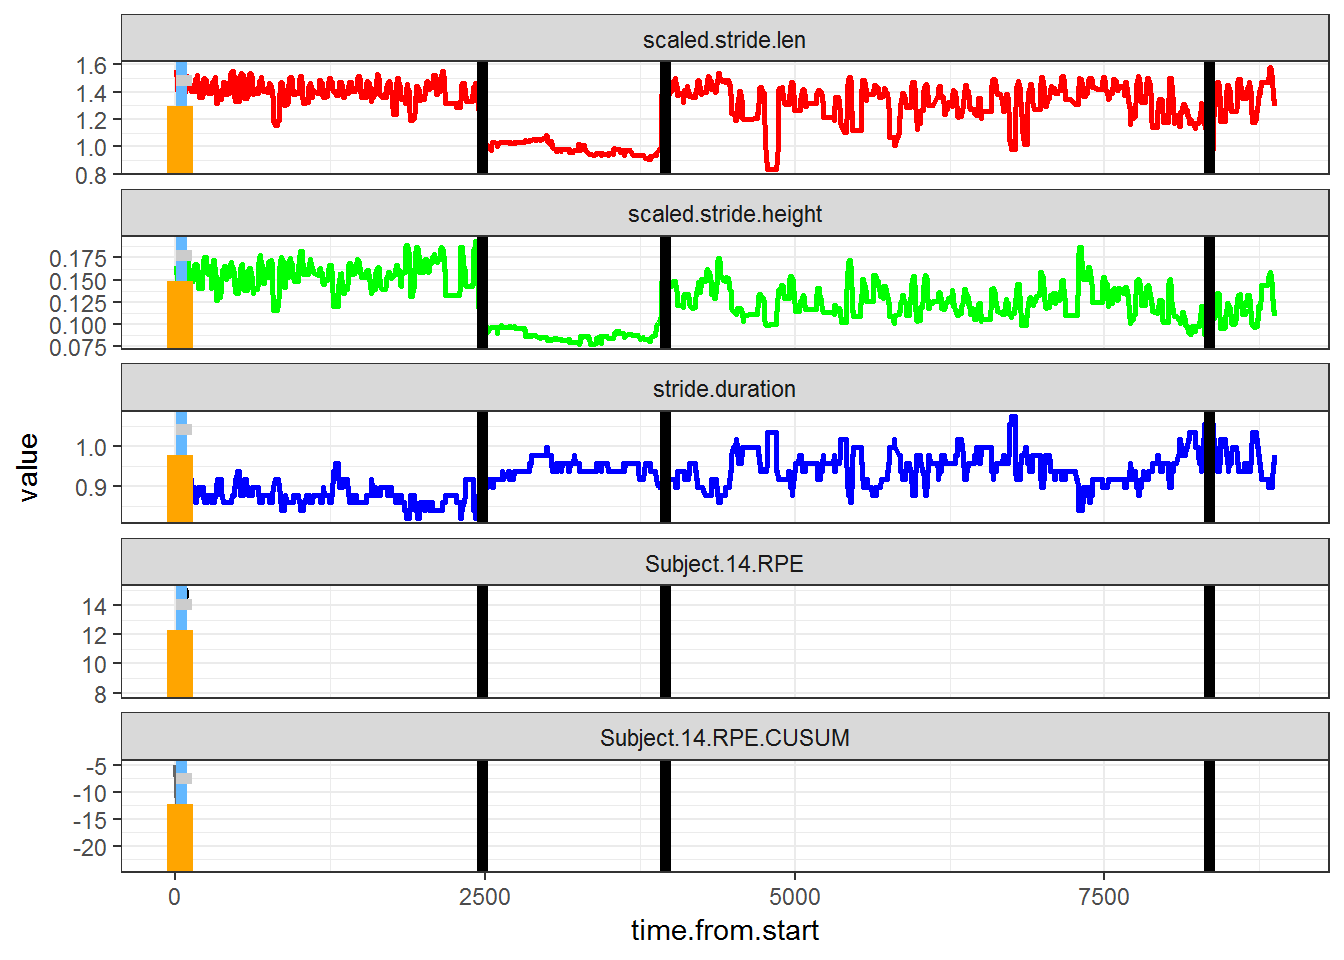 scaled.stride.len
1.6
1.4
1.2
1.0
0.8
scaled.stride.height
0.175
0.150
0.125
0.100
0.075
stride.duration
1.0
0.9
value
Subject.14.RPE
14
12
10
8
Subject.14.RPE.CUSUM
-5
-10
-15
-20
0 2500 5000 7500
time.from.start